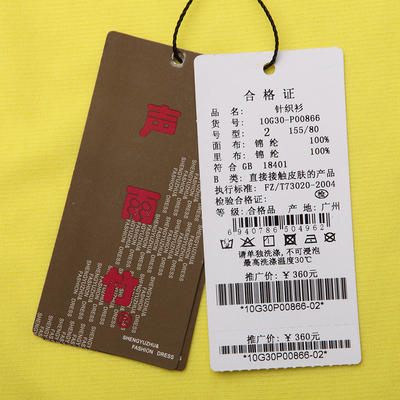 声
雨
竹
SHENGYUZHU&
FASHION DRESS
合格证
品 名: 针织衫
货 号: 10G30-P00866
号 型: 2 155/80
面 布: 锦 纶 100%
里 布: 锦 纶 100%
符 合 GB 18401
B 类: 直接接触皮肤的产品
执行标准: FZ/T73020-2004
检验合格证:
等 级: 合格品 产 地: 广州
6940786504962
请单独洗涤,不可浸泡
最高洗涤温度30℃
推广价: ¥ 360元
*10G30P00866-02*
推广价: ¥ 360元
*10G30P00866-02*